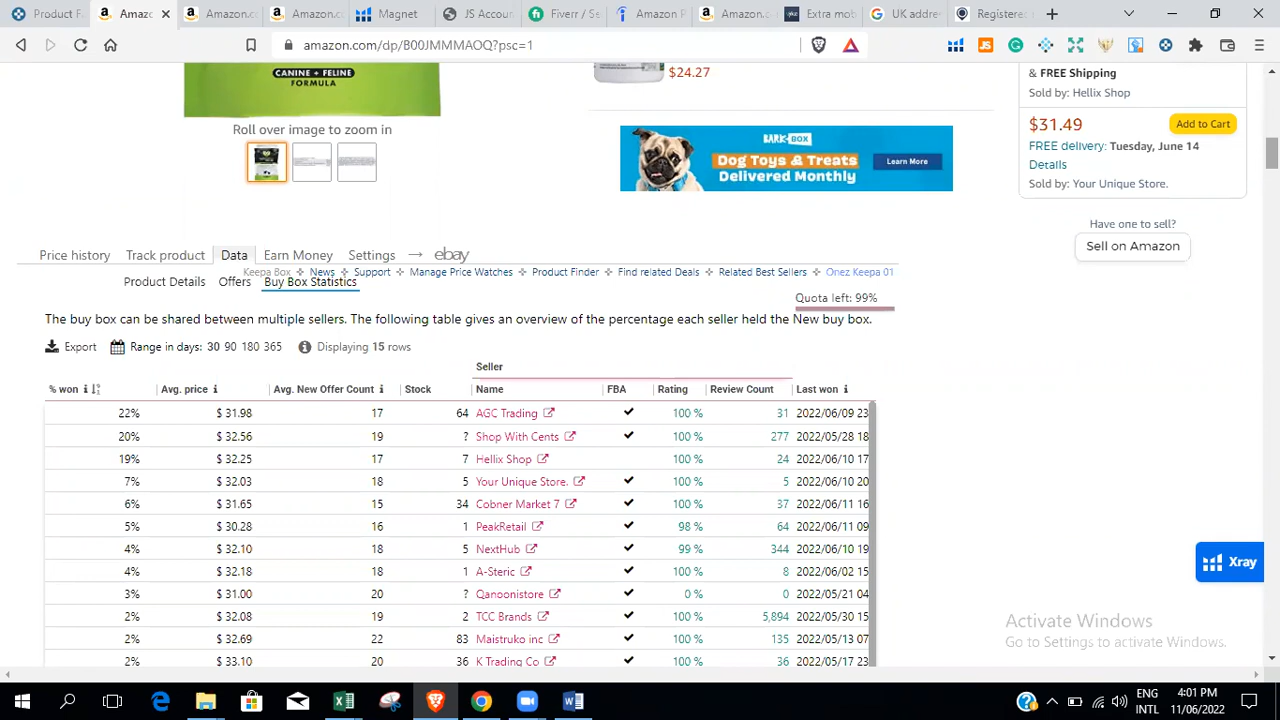 Product F
Amaz
Amazon.c
Amazon.c
Magnet
JS Accou
Fiverr / Se
Amazon P
Amazon.c
Extra mob
UK addre
Registere
amazon.com/dp/B00JMMMAOQ?psc=1
CANINE + FELINE
FORMULA
$24.27
& FREE Shipping
Sold by: Hellix Shop
$31.49
Add to Cart
FREE delivery: Tuesday, June 14
Details
Sold by: Your Unique Store.
Roll over image to zoom in
BARK BOX
Dog Toys & Treats
Delivered Monthly
Learn More
Have one to sell?
Sell on Amazon
Price history Track product Data Earn Money Settings → ebay
Keepa Box News Support Manage Price Watches Product Finder Find related Deals Related Best Sellers Onez Keepa 01
Product Details Offers Buy Box Statistics
Quota left: 99%
The buy box can be shared between multiple sellers. The following table gives an overview of the percentage each seller held the New buy box.
Export Range in days: 30 90 180 365 Displaying 15 rows
Seller
% won Avg. price Avg. New Offer Count Stock Name FBA Rating Review Count Last won
22% $ 31.98 17 64 AGC Trading ✔ 100 % 31 2022/06/09 23
20% $ 32.56 19 ? Shop With Cents ✔ 100 % 277 2022/05/28 18
19% $ 32.25 17 7 Hellix Shop 100 % 24 2022/06/10 17
7% $ 32.03 18 5 Your Unique Store. ✔ 100 % 5 2022/06/10 20
6% $ 31.65 15 34 Cobner Market 7 ✔ 100 % 37 2022/06/11 16
5% $ 30.28 16 1 PeakRetail ✔ 98 % 64 2022/06/11 09
4% $ 32.10 18 5 NextHub ✔ 99 % 344 2022/06/10 19
4% $ 32.18 18 1 A-Steric ✔ 100 % 8 2022/06/02 15
3% $ 31.00 20 ? Qanoonistore ✔ 0 % 0 2022/05/21 04
2% $ 32.08 19 2 TCC Brands ✔ 100 % 5,894 2022/05/30 15
2% $ 32.69 22 83 Maistruko inc ✔ 100 % 135 2022/05/13 07
2% $ 33.10 20 36 K Trading Co ✔ 100 % 36 2022/05/17 23
Xray
Activate Windows
Go to Settings to activate Windows.
ENG
INTL
4:01 PM
11/06/2022